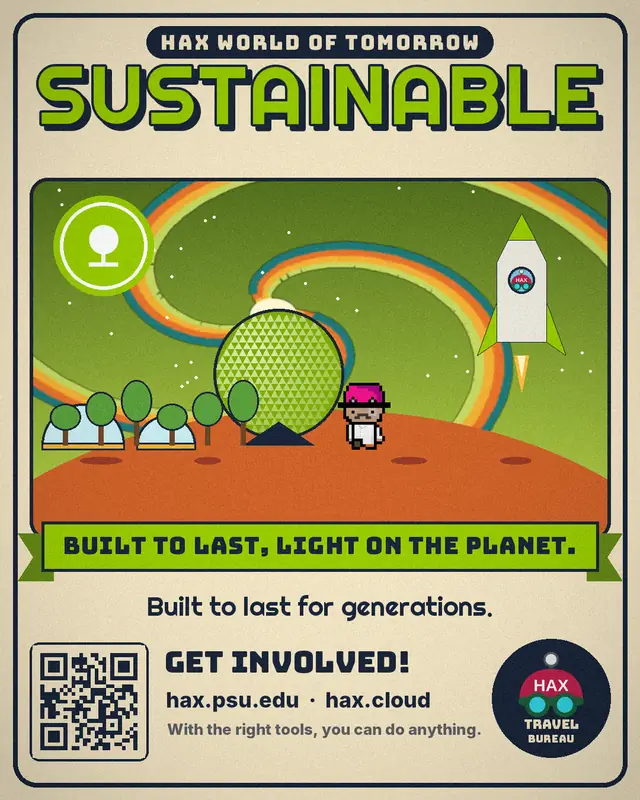 HAX WORLD OF TOMORROW
SUSTAINABLE
HAX
BUILT TO LAST, LIGHT ON THE PLANET.
Built to last for generations.
GET INVOLVED!
hax.psu.edu · hax.cloud
With the right tools, you can do anything.
HAX
TRAVEL
BUREAU